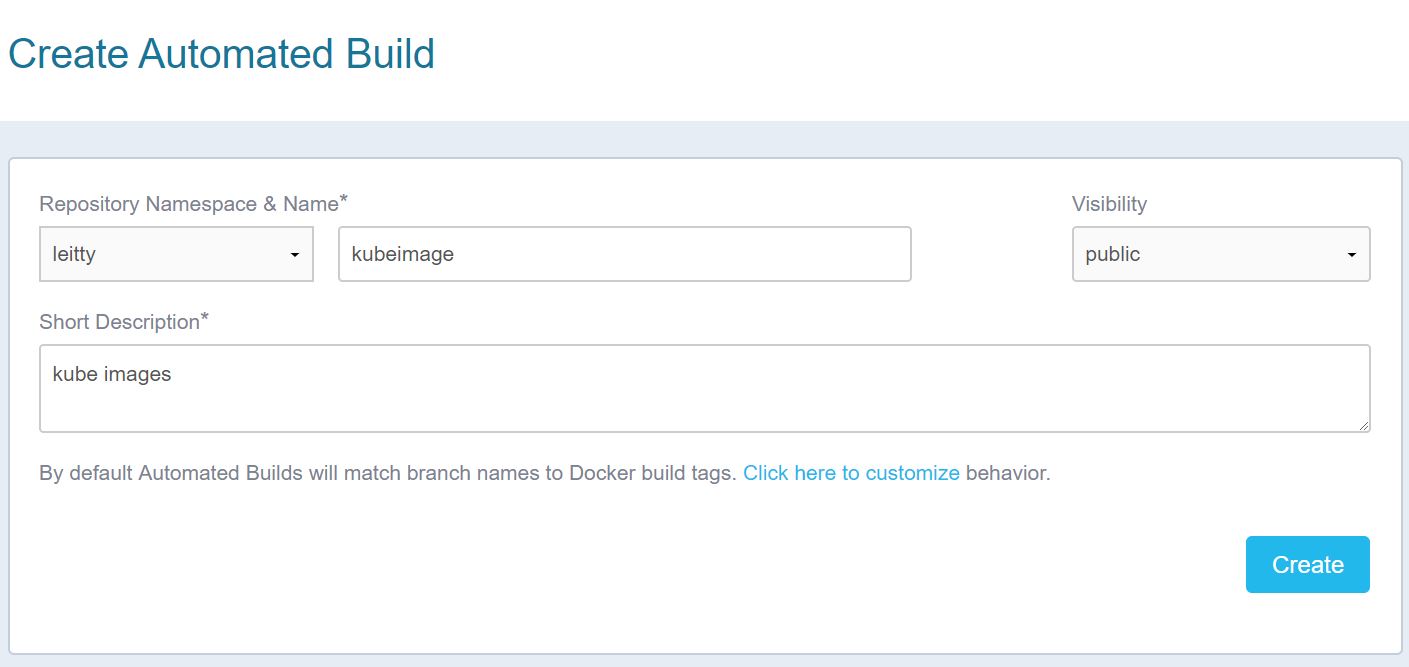 Create Automated Build
Repository Namespace & Name* Visibility
leitty kubeimage public
Short Description*
kube images
By default Automated Builds will match branch names to Docker build tags. Click here to customize behavior.
Create